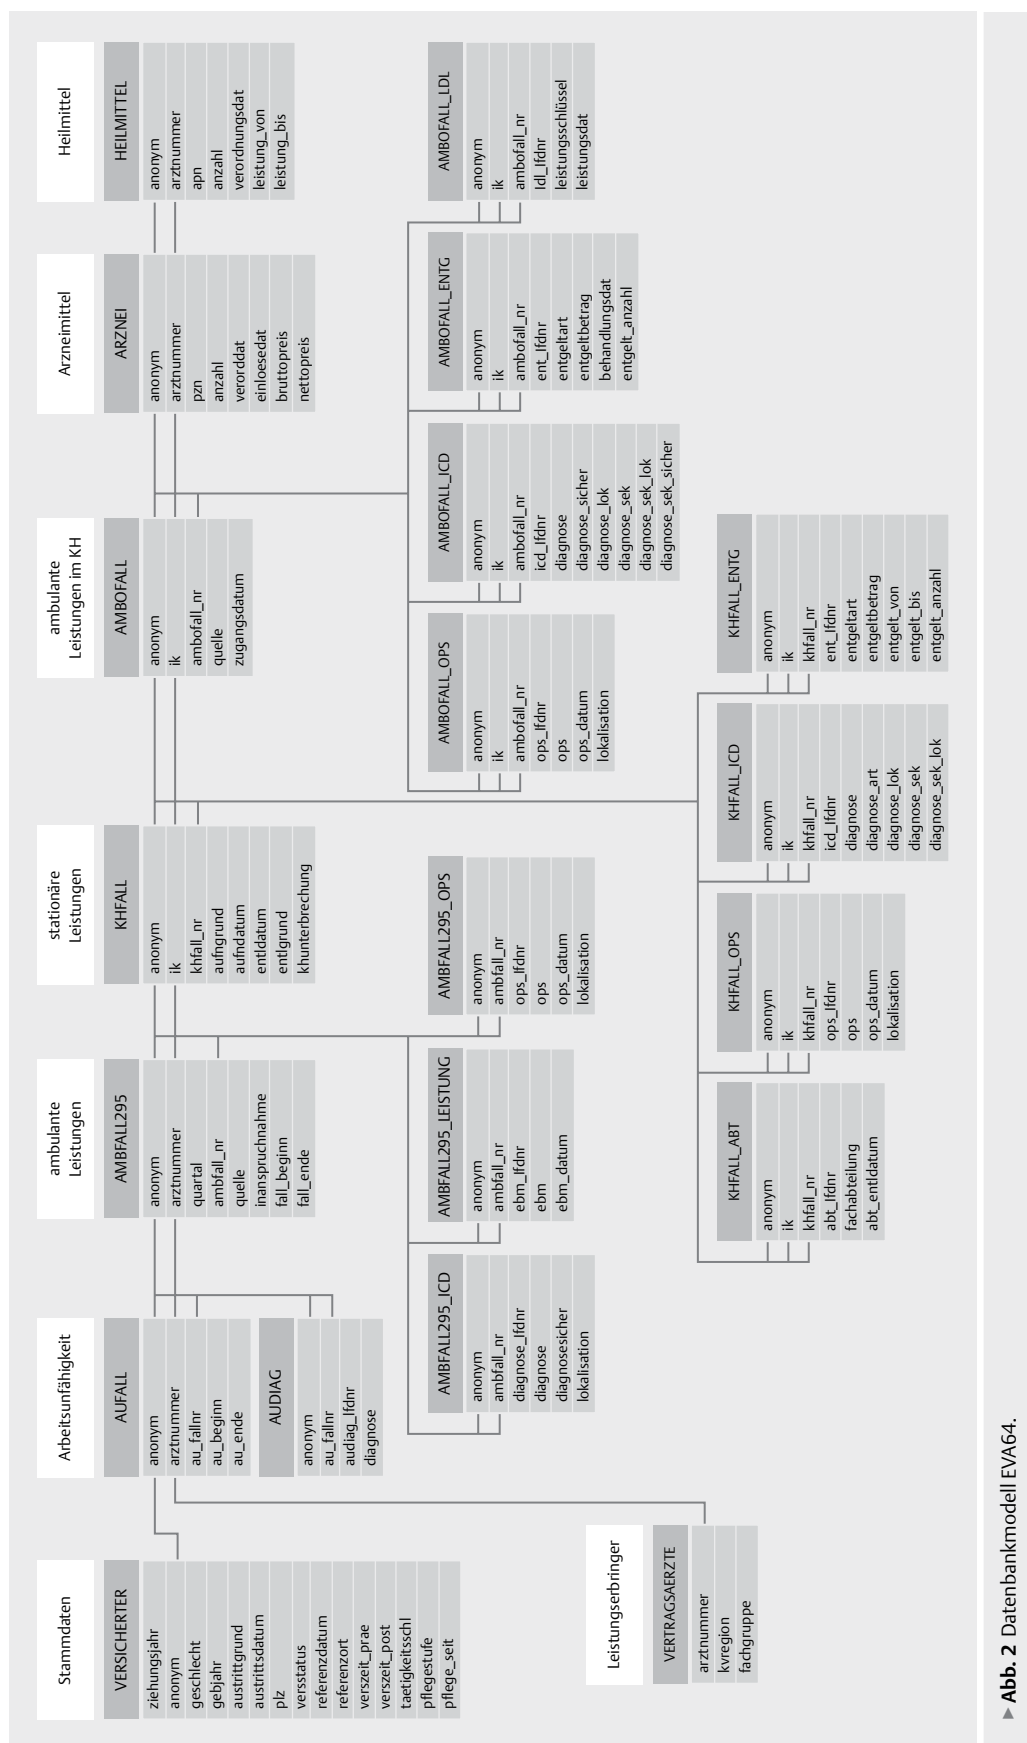 Stammdaten
VERSICHERTER
ziehungsjahr
anonym
geschlecht
gebjahr
austrittgrund
austrittsdatum
plz
versstatus
referenzdatum
referenzort
verszeit_prae
verszeit_post
taetigkeitsschl
pflegestufe
pflege_seit
Leistungserbringer
VERTRAGSAERZTE
arztnummer
kvregion
fachgruppe
Arbeitsunfähigkeit
AUFALL
anonym
arztnummer
au_fallnr
au_beginn
au_ende
AUDIAG
anonym
au_fallnr
audiag_lfdnr
diagnose
ambulante
Leistungen
AMBFALL295
anonym
arztnummer
quartal
ambfall_nr
quelle
inanspruchnahme
fall_beginn
fall_ende
AMBFALL295_ICD
anonym
ambfall_nr
diagnose_lfdnr
diagnose
diagnosesicher
lokalisation
AMBFALL295_LEISTUNG
anonym
ambfall_nr
ebm_lfdnr
ebm
ebm_datum
AMBFALL295_OPS
anonym
ambfall_nr
ops_lfdnr
ops
ops_datum
lokalisation
stationäre
Leistungen
KHFALL
anonym
ik
khfall_nr
aufngrund
aufndatum
entldatum
entlgrund
khunterbrechung
KHFALL_ABT
anonym
ik
khfall_nr
abt_lfdnr
fachabteilung
abt_entldatum
KHFALL_OPS
anonym
ik
khfall_nr
ops_lfdnr
ops
ops_datum
lokalisation
KHFALL_ICD
anonym
ik
khfall_nr
icd_lfdnr
diagnose
diagnose_art
diagnose_lok
diagnose_sek
diagnose_sek_lok
KHFALL_ENTG
anonym
ik
khfall_nr
ent_lfdnr
entgeltart
entgeltbetrag
entgelt_von
entgelt_bis
entgelt_anzahl
ambulante
Leistungen im KH
AMBOFALL
anonym
ik
ambofall_nr
quelle
zugangsdatum
AMBOFALL_OPS
anonym
ik
ambofall_nr
ops_lfdnr
ops
ops_datum
lokalisation
AMBOFALL_ICD
anonym
ik
ambofall_nr
icd_lfdnr
diagnose
diagnose_sicher
diagnose_lok
diagnose_sek
diagnose_sek_lok
diagnose_sek_sicher
AMBOFALL_ENTG
anonym
ik
ambofall_nr
ent_lfdnr
entgeltart
entgeltbetrag
behandlungsdat
entgelt_anzahl
AMBOFALL_LDL
anonym
ik
ambofall_nr
ldl_lfdnr
leistungsschlüssel
leistungsdat
Arzneimittel
ARZNEI
anonym
arztnummer
pzn
anzahl
verorddat
einloesedat
bruttopreis
nettopreis
Heilmittel
HEILMITTEL
anonym
arztnummer
apn
anzahl
verordnungsdat
leistung_von
leistung_bis
▶ Abb. 2 Datenbankmodell EVA64.